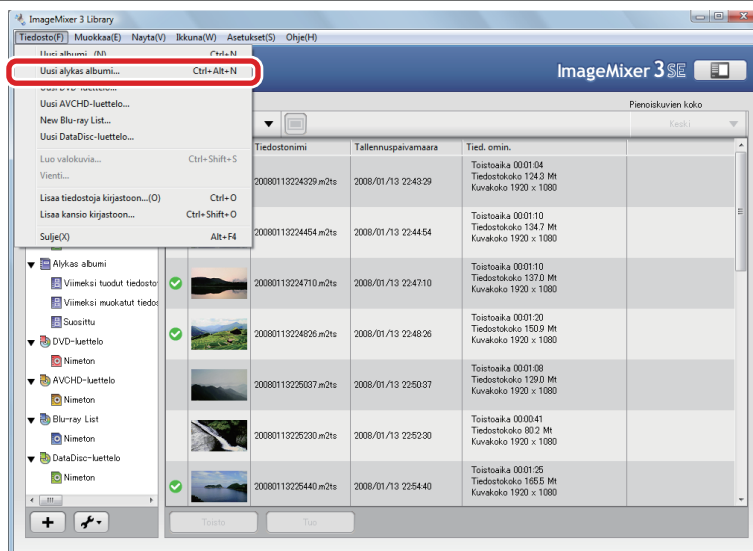 ImageMixer 3 Library
Tiedosto(F) Muokkaa(E) Nayta(V) Ikkuna(W) Asetukset(S) Ohje(H)
Uusi albumi...(N) Ctrl+N
Uusi alykas albumi... Ctrl+Alt+N
Uusi DVD-luettelo...
Uusi AVCHD-luettelo...
New Blu-ray List...
Uusi DataDisc-luettelo...
Luo valokuvia... Ctrl+Shift+S
Vienti...
Lisaa tiedostoja kirjastoon...(O) Ctrl+O
Lisaa kansio kirjastoon... Ctrl+Shift+O
Sulje(X) Alt+F4
ImageMixer 3 SE
Pienoiskuvien koko
Keski
Tiedostonimi Tallennuspaivamaara Tied. omin.
20080113224329.m2ts 2008/01/13 22:43:29
Toistoaika 00:01:04
Tiedostokoko 124.3 Mt
Kuvakoko 1920 x 1080
20080113224454.m2ts 2008/01/13 22:44:54
Toistoaika 00:01:10
Tiedostokoko 134.7 Mt
Kuvakoko 1920 x 1080
20080113224710.m2ts 2008/01/13 22:47:10
Toistoaika 00:01:10
Tiedostokoko 137.0 Mt
Kuvakoko 1920 x 1080
20080113224826.m2ts 2008/01/13 22:48:26
Toistoaika 00:01:20
Tiedostokoko 150.9 Mt
Kuvakoko 1920 x 1080
20080113225037.m2ts 2008/01/13 22:50:37
Toistoaika 00:01:08
Tiedostokoko 129.0 Mt
Kuvakoko 1920 x 1080
20080113225230.m2ts 2008/01/13 22:52:30
Toistoaika 00:00:41
Tiedostokoko 80.2 Mt
Kuvakoko 1920 x 1080
20080113225440.m2ts 2008/01/13 22:54:40
Toistoaika 00:01:25
Tiedostokoko 165.5 Mt
Kuvakoko 1920 x 1080
Alykas albumi
Viimeksi tuodut tiedosto
Viimeksi muokatut tiedos
Suosittu
DVD-luettelo
Nimeton
AVCHD-luettelo
Nimeton
Blu-ray List
Nimeton
DataDisc-luettelo
Nimeton
Toisto Tuo